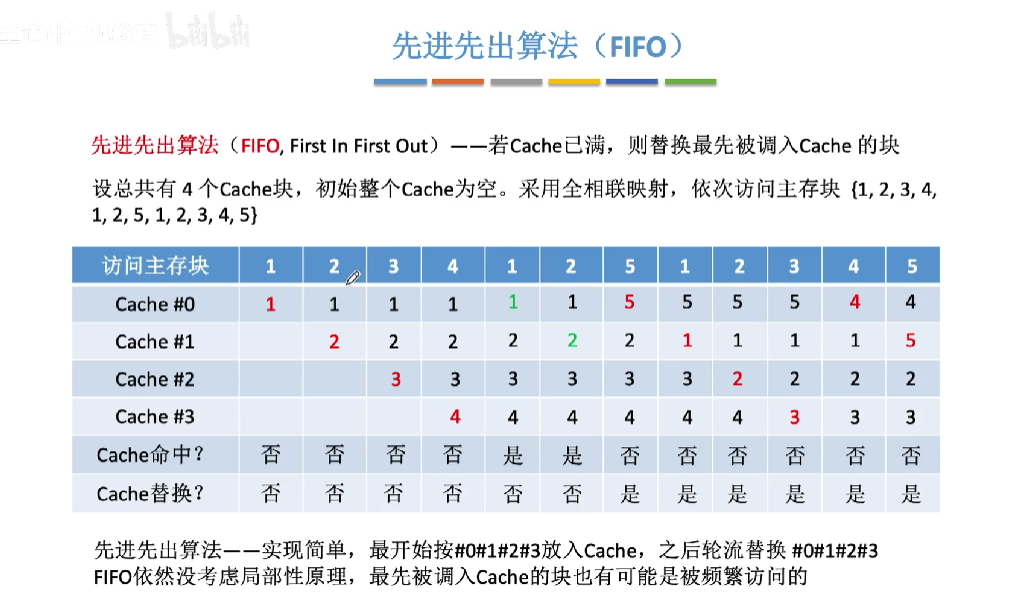 bilibili
先进先出算法（FIFO）
先进先出算法（FIFO, First In First Out）——若Cache已满，则替换最先被调入Cache 的块
设总共有 4 个Cache块，初始整个Cache为空。采用全相联映射，依次访问主存块 {1, 2, 3, 4,
1, 2, 5, 1, 2, 3, 4, 5}
访问主存块 1 2 3 4 1 2 5 1 2 3 4 5
Cache #0 1 1 1 1 1 1 5 5 5 5 4 4
Cache #1 2 2 2 2 2 2 1 1 1 1 5
Cache #2 3 3 3 3 3 3 2 2 2 2
Cache #3 4 4 4 4 4 4 3 3 3
Cache命中？ 否 否 否 否 是 是 否 否 否 否 否 否
Cache替换？ 否 否 否 否 否 否 是 是 是 是 是 是
先进先出算法——实现简单，最开始按#0#1#2#3放入Cache，之后轮流替换 #0#1#2#3
FIFO依然没考虑局部性原理，最先被调入Cache的块也有可能是被频繁访问的